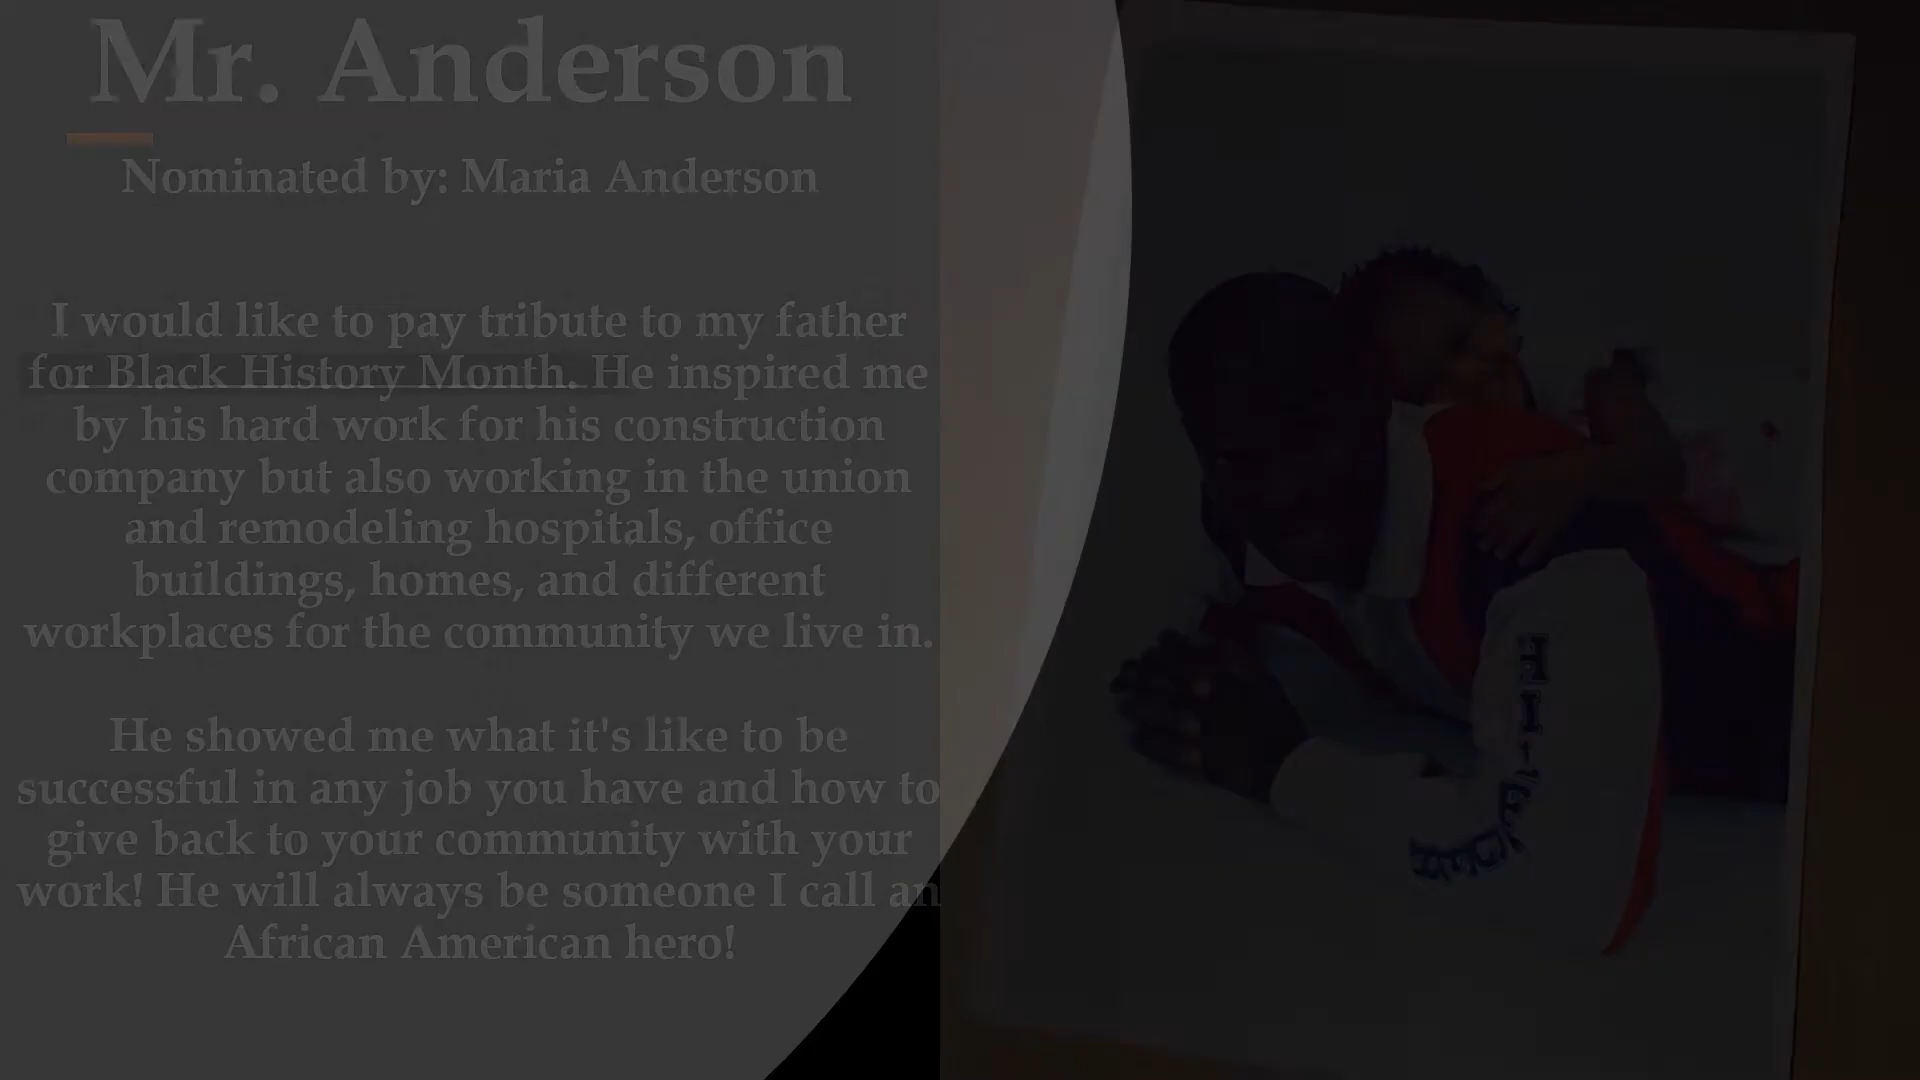 Mr. Anderson
Nominated by: Maria Anderson
I would like to pay tribute to my father
for Black History Month. He inspired me
by his hard work for his construction
company but also working in the union
and remodeling hospitals, office
buildings, homes, and different
workplaces for the community we live in.
He showed me what it's like to be
successful in any job you have and how to
give back to your community with your
work! He will always be someone I call an
African American hero!